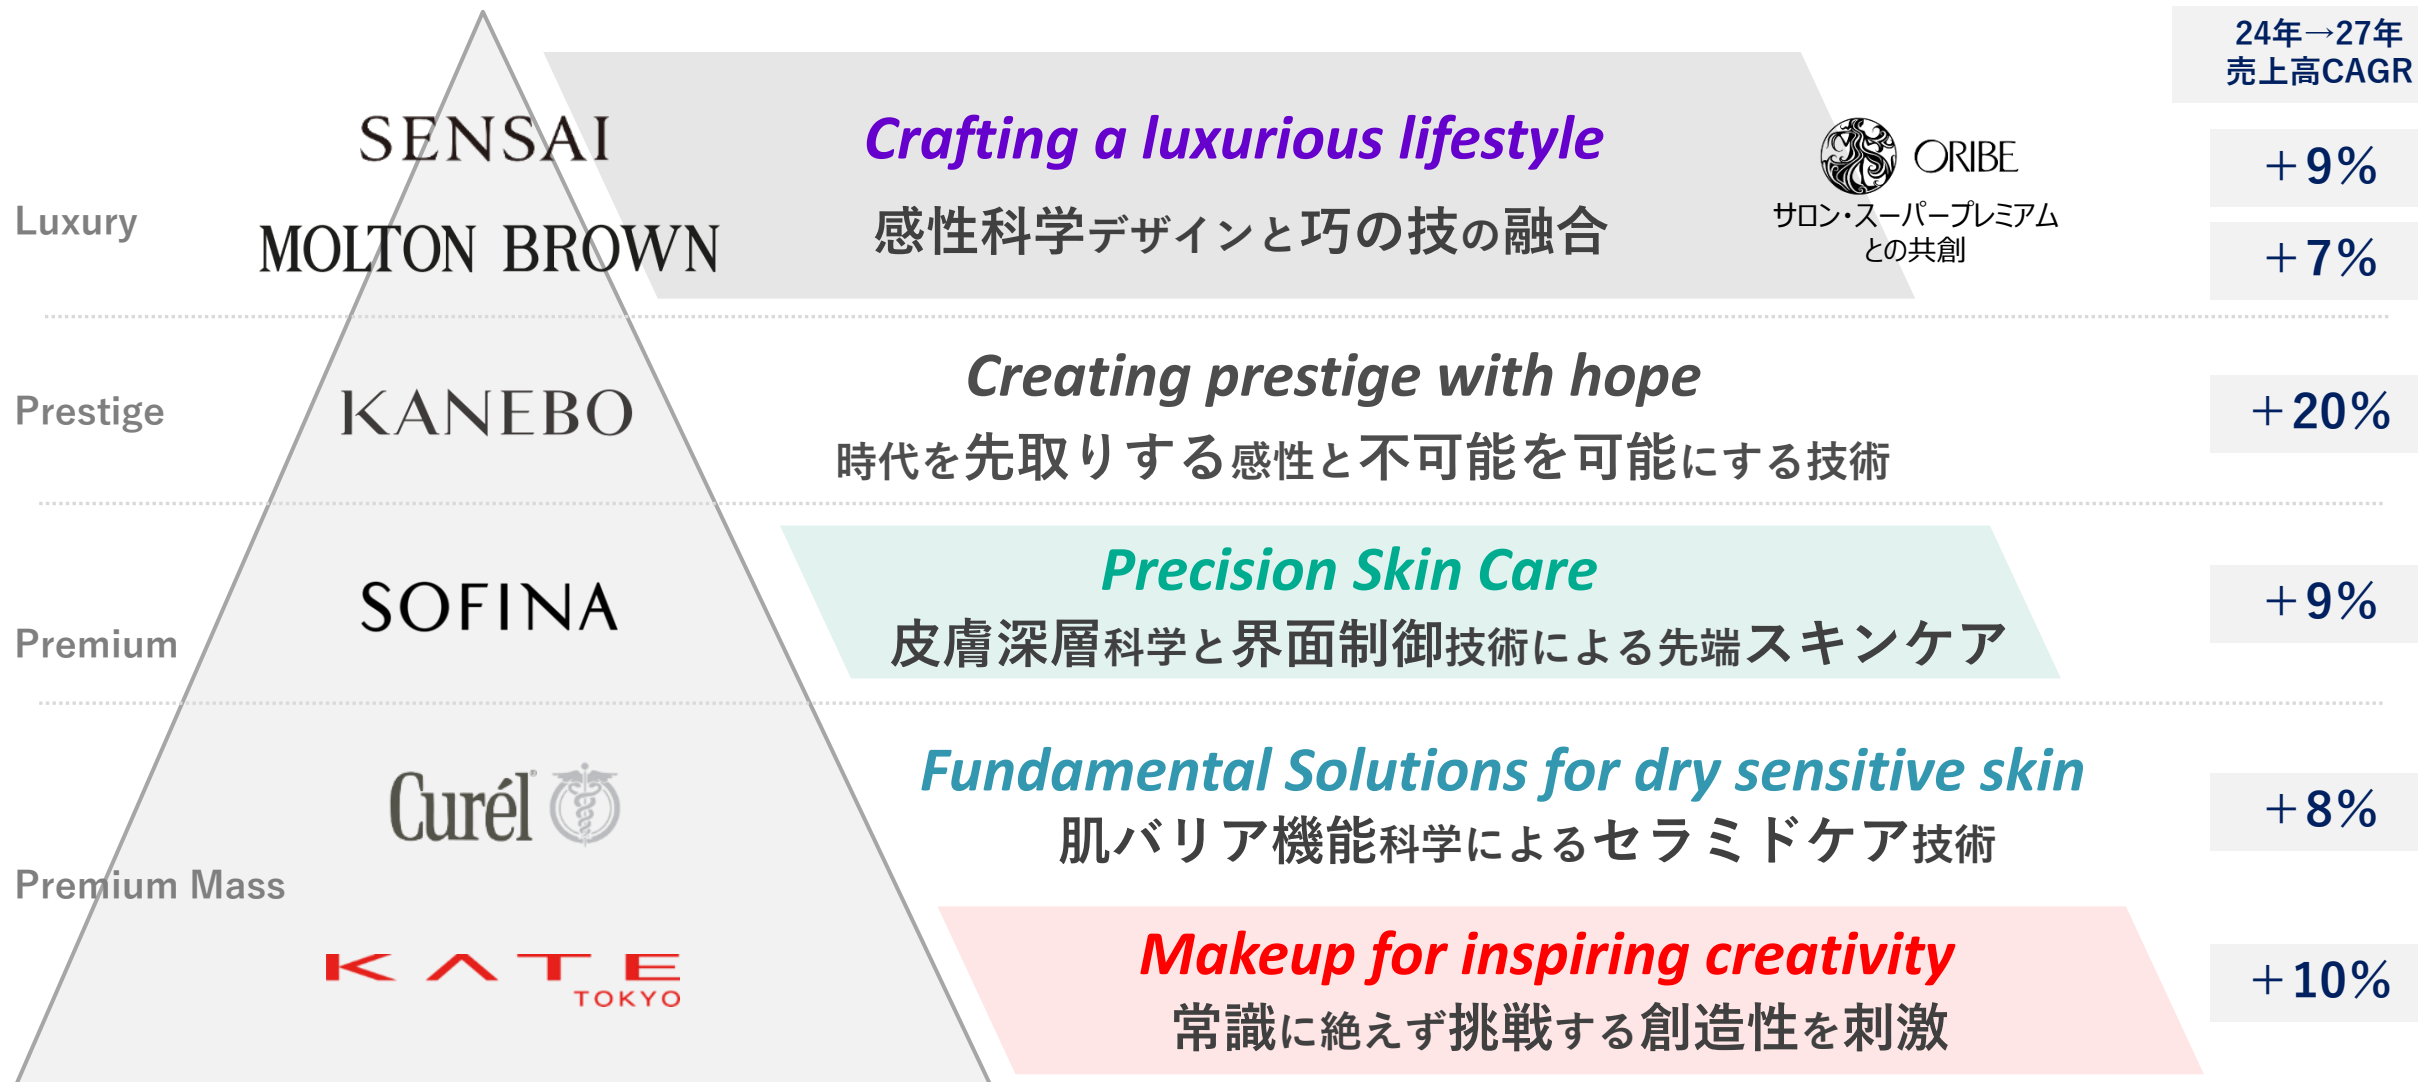 24年→27年
売上高CAGR
Luxury
SENSAI
MOLTON BROWN
Crafting a luxurious lifestyle
感性科学デザインと巧の技の融合
ORIBE
サロン・スーパープレミアム
との共創
+9%
+7%
Prestige
KANEBO
Creating prestige with hope
時代を先取りする感性と不可能を可能にする技術
+20%
Premium
SOFINA
Precision Skin Care
皮膚深層科学と界面制御技術による先端スキンケア
+9%
Premium Mass
Curél®
Fundamental Solutions for dry sensitive skin
肌バリア機能科学によるセラミドケア技術
+8%
KATE
TOKYO
Makeup for inspiring creativity
常識に絶えず挑戦する創造性を刺激
+10%